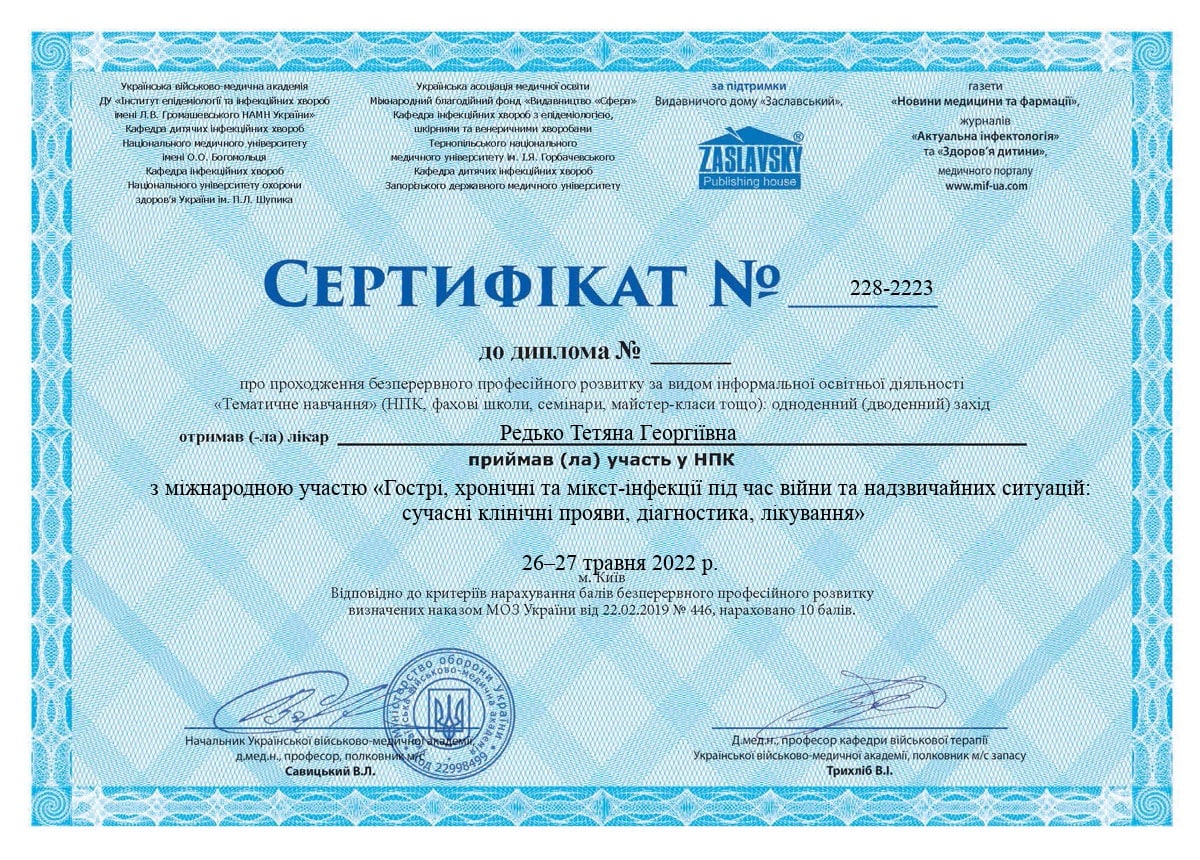 Українська військово-медична академія
ДУ «Інститут епідеміології та інфекційних хвороб
імені Л.В. Громашевського НАМН України»
Кафедра дитячих інфекційних хвороб
Національного медичного університету
імені О.О. Богомольця
Кафедра інфекційних хвороб
Національного університету охорони
здоров'я України ім. П.Л. Шупика
Українська асоціація медичної освіти
Міжнародний благодійний фонд «Видавництво «Сфера»
Кафедра інфекційних хвороб з епідеміологією,
шкірними та венеричними хворобами
Тернопільського національного
медичного університету ім. І.Я. Горбачевського
Кафедра дитячих інфекційних хвороб
Запорізького державного медичного університету
за підтримки
Видавничого дому «Заславський»,
ZASLAVSKY®
Publishing house
газети
«Новини медицини та фармації»,
журналів
«Актуальна інфектологія»
та «Здоров'я дитини»,
медичного порталу
www.mif-ua.com
СЕРТИФІКАТ № 228-2223
до диплома № ______
про проходження безперервного професійного розвитку за видом інформальної освітньої діяльності
«Тематичне навчання» (НПК, фахові школи, семінари, майстер-класи тощо): одноденний (дводенний) захід
отримав (-ла) лікар Редько Тетяна Георгіївна
приймав (ла) участь у НПК
з міжнародною участю «Гострі, хронічні та мікст-інфекції під час війни та надзвичайних ситуацій:
сучасні клінічні прояви, діагностика, лікування»
26–27 травня 2022 р.
м. Київ
Відповідно до критеріїв нарахування балів безперервного професійного розвитку
визначених наказом МОЗ України від 22.02.2019 № 446, нараховано 10 балів.
Міністерство оборони України
код 22998499
Начальник Української військово-медичної академії,
д.мед.н., професор, полковник м/с
Савицький В.Л.
Д.мед.н., професор кафедри військової терапії
Української військово-медичної академії, полковник м/с запасу
Трихліб В.І.